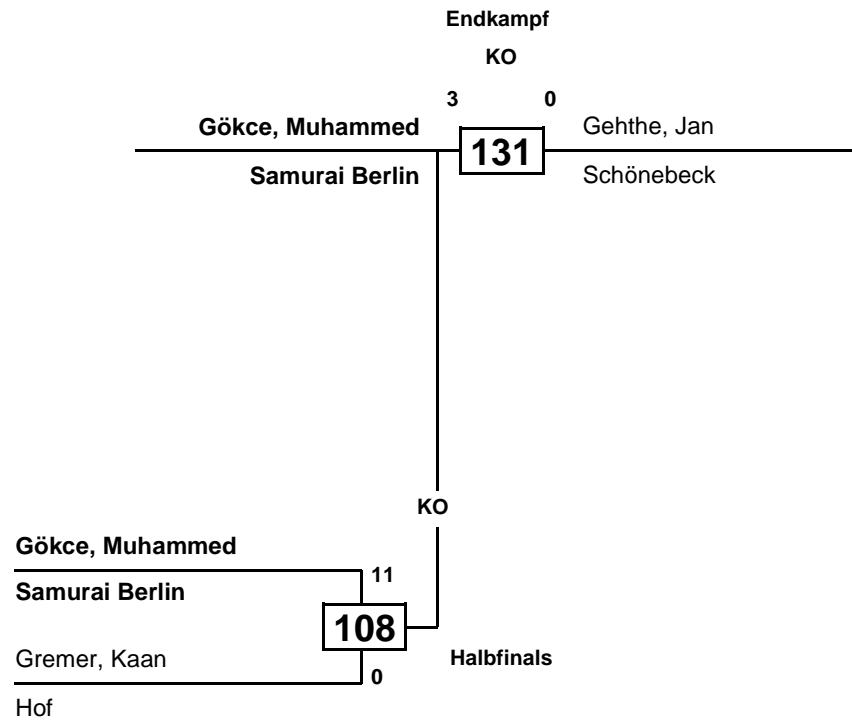 Endkampf
KO
3 0
Gökce, Muhammed 131 Gehthe, Jan
Samurai Berlin Schönebeck
KO
Gökce, Muhammed
11
Samurai Berlin
108
Gremer, Kaan Halbfinals
0
Hof